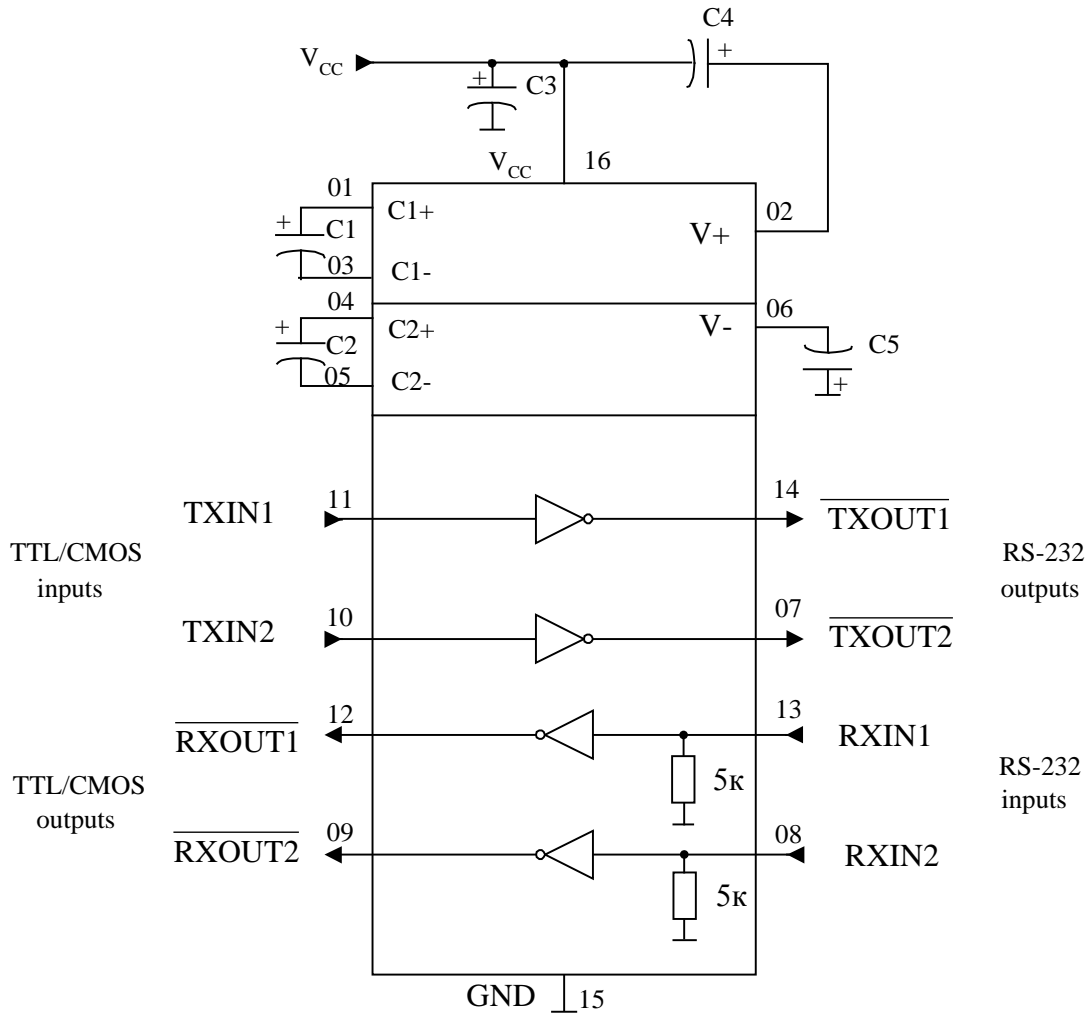 C4
V_CC
+
+
C3
V_CC
16
01
C1+
02
+
C1
V+
03
C1-
04
06
C2+
V-
+
C2
C5
05
C2-
+
11
14
TXIN1
TXOUT1
TTL/CMOS
inputs
RS-232
outputs
10
07
TXIN2
TXOUT2
12
13
RXOUT1
RXIN1
TTL/CMOS
outputs
5к
RS-232
inputs
09
08
RXOUT2
RXIN2
5к
GND
15